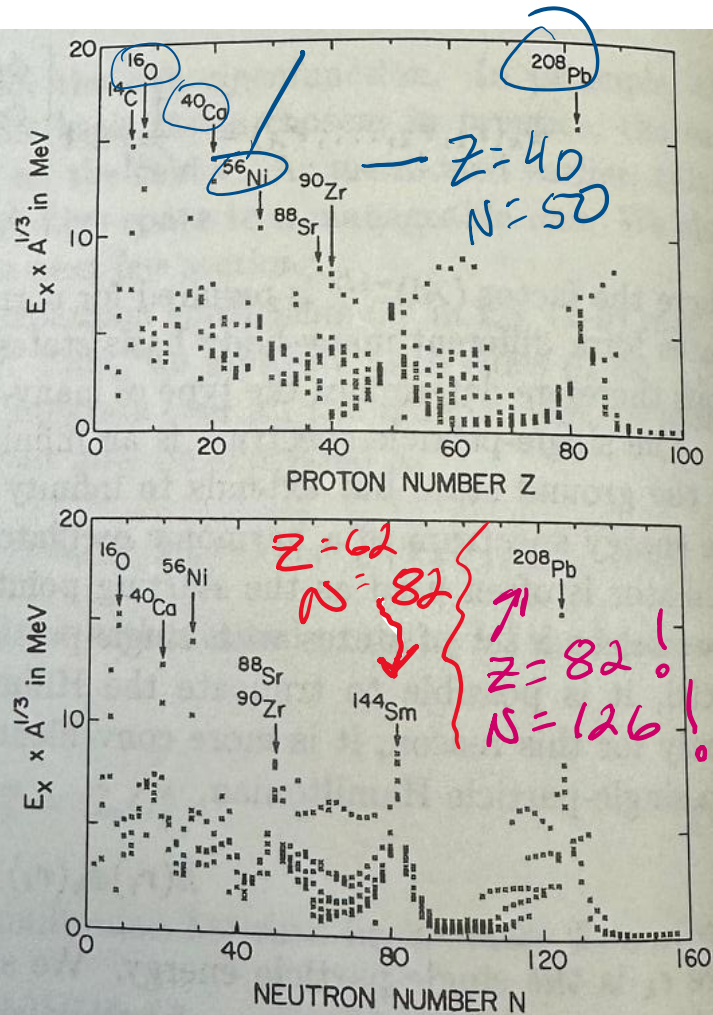 20
¹⁶O
¹⁴C
⁴⁰Ca
²⁰⁸Pb
⁵⁶Ni
⁹⁰Zr
⁸⁸Sr
— Z=40
N=50
10
0
Eₓ x A^1/3 in MeV
0 20 40 60 80 100
PROTON NUMBER Z
20
¹⁶O
⁵⁶Ni
⁴⁰Ca
Z=62
N=82
²⁰⁸Pb
Z=82!
N=126!
⁸⁸Sr
⁹⁰Zr
¹⁴⁴Sm
10
0
Eₓ x A^1/3 in MeV
0 40 80 120 160
NEUTRON NUMBER N